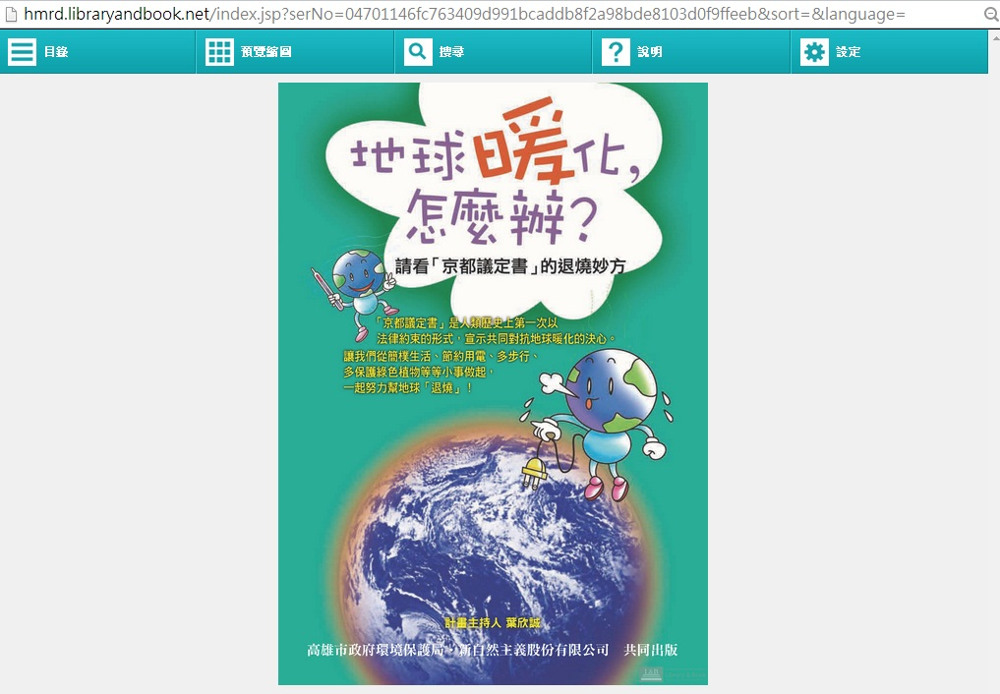 hmrd.libraryandbook.net/index.jsp?serNo=04701146fc763409d991bcaddb8f2a98bde8103d0f9ffeeb&sort=&language=
目錄
預覽縮圖
搜尋
說明
設定
地球暖化,
怎麼辦?
請看「京都議定書」的退燒妙方
「京都議定書」是人類歷史上第一次以
法律約束的形式，宣示共同對抗地球暖化的決心。
讓我們從簡樸生活、節約用電、多步行、
多保護綠色植物等等小事做起，
一起努力幫地球「退燒」！
計畫主持人 葉欣誠
高雄市政府環境保護局・新自然主義股份有限公司 共同出版